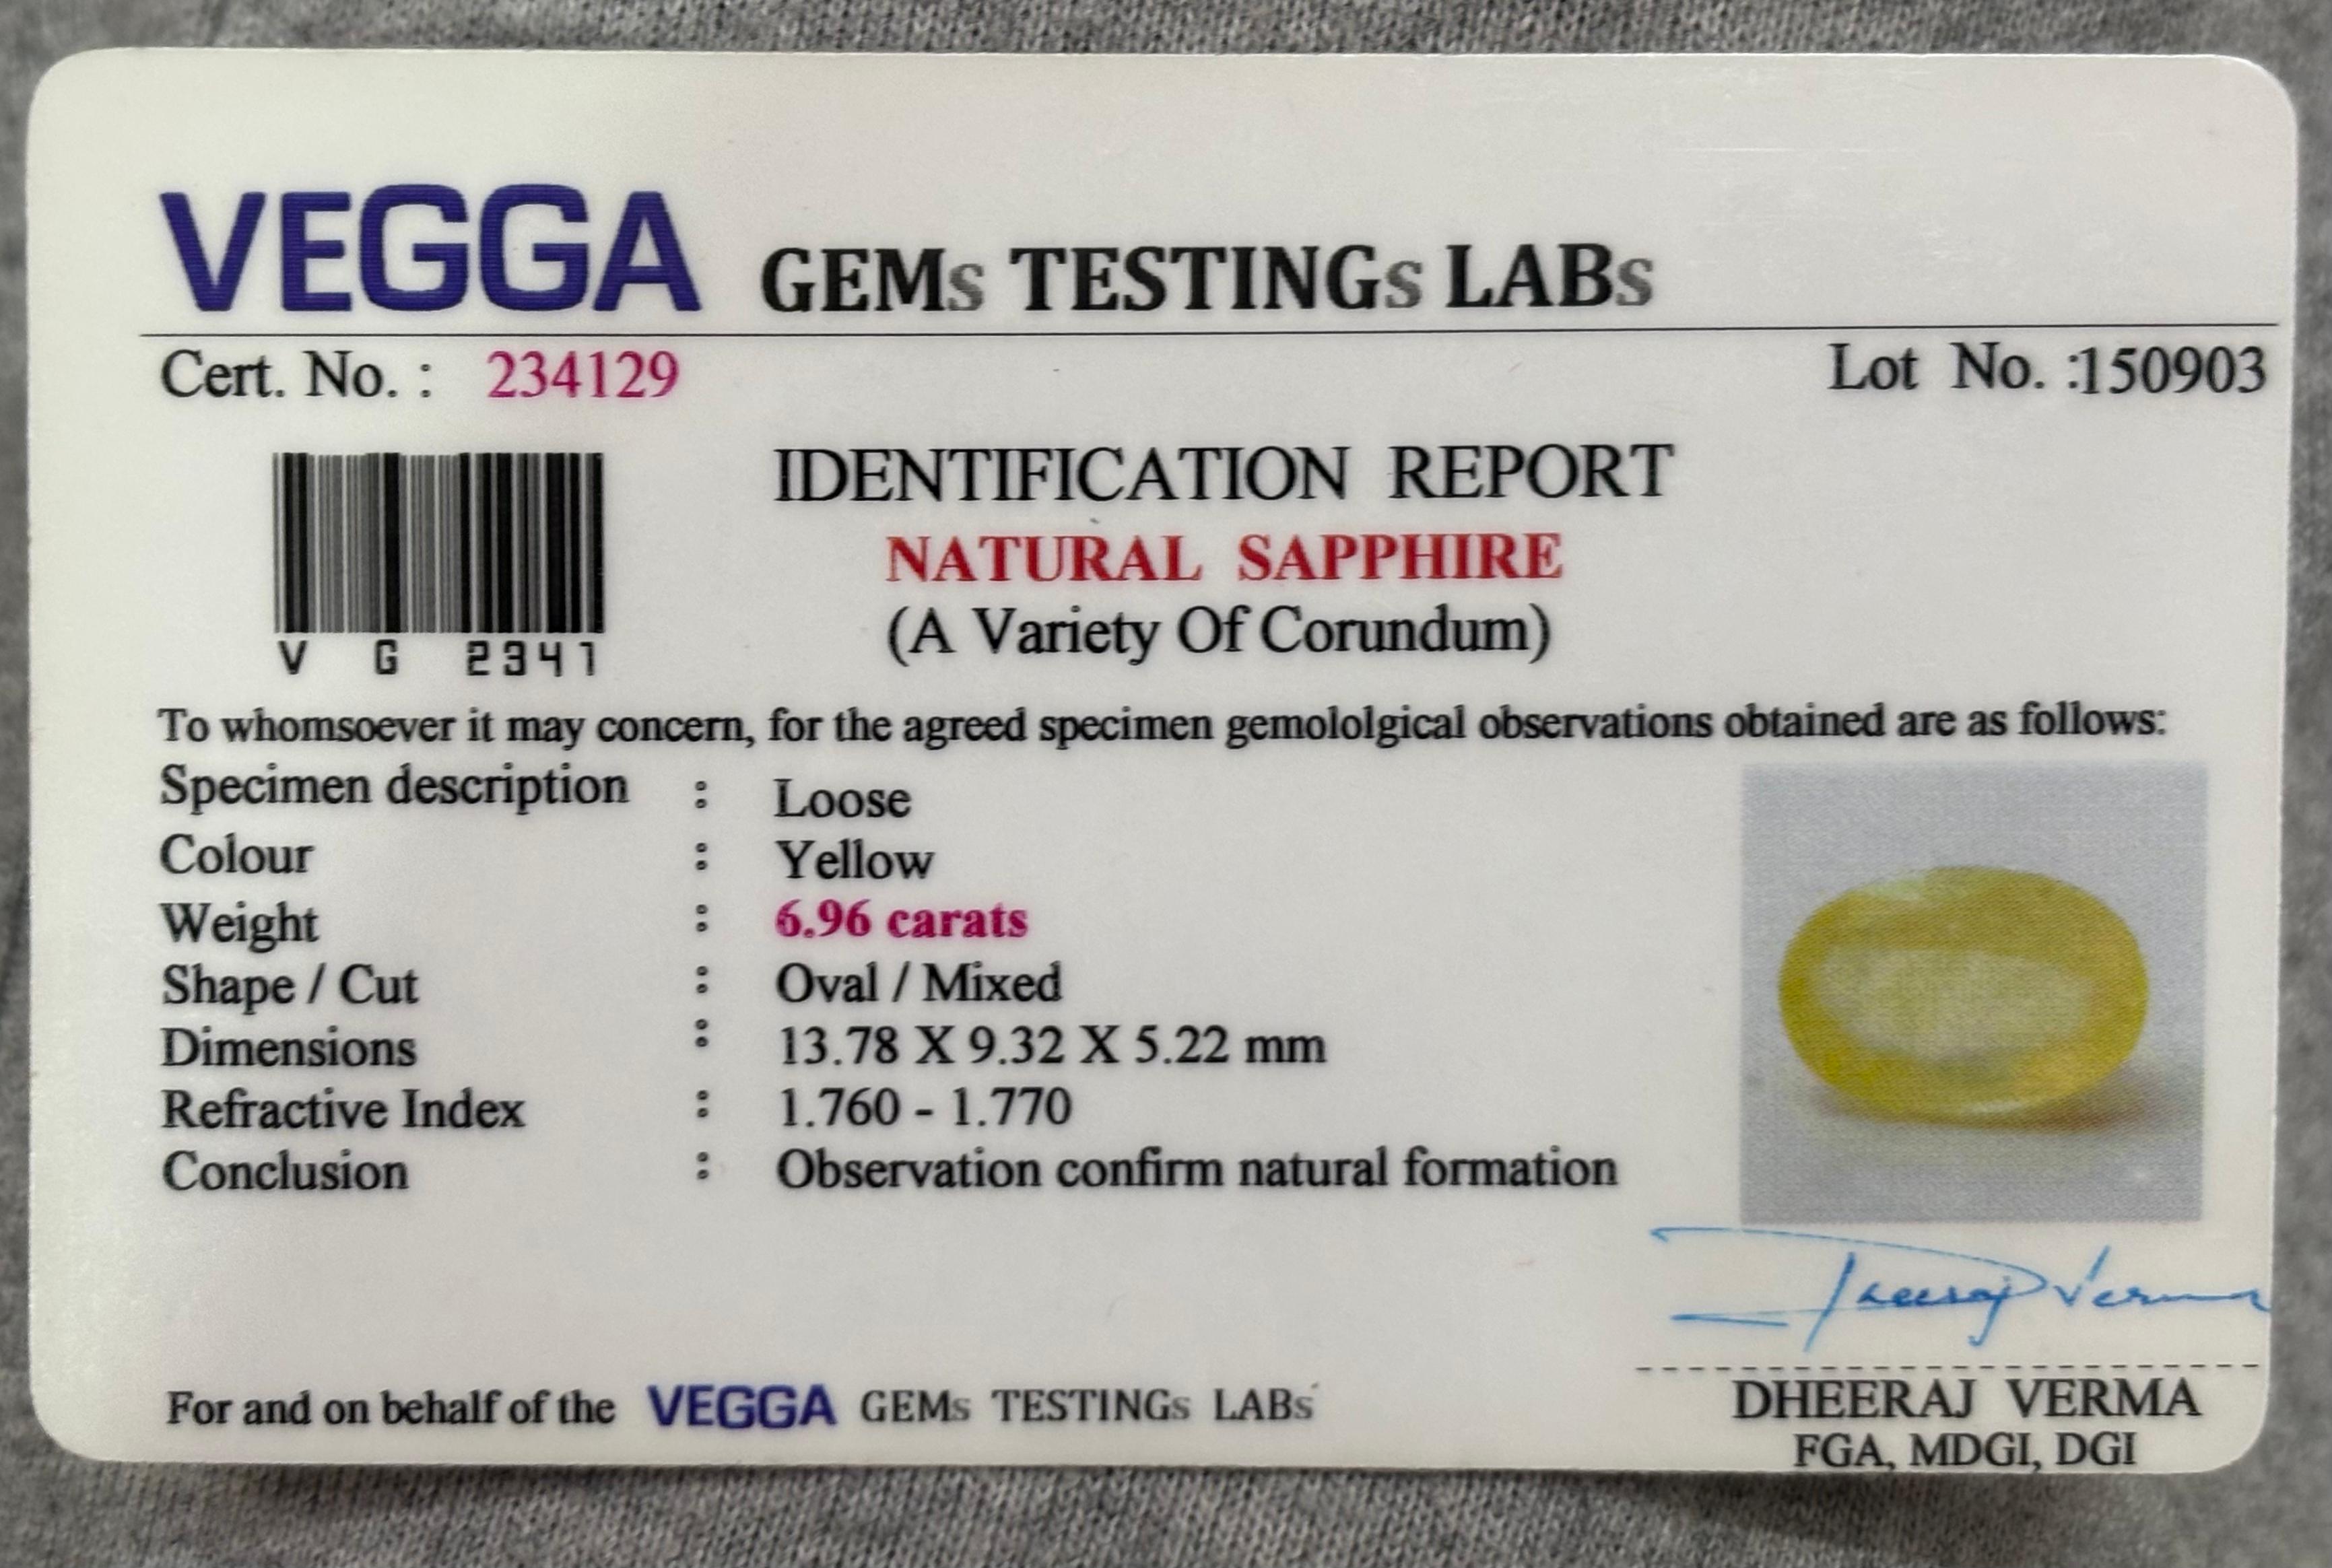 VEGGA GEMs TESTINGs LABs
Cert. No. : 234129 Lot No. :150903
V G 2341
IDENTIFICATION REPORT
NATURAL SAPPHIRE
(A Variety Of Corundum)
To whomsoever it may concern, for the agreed specimen gemololgical observations obtained are as follows:
Specimen description : Loose
Colour : Yellow
Weight : 6.96 carats
Shape / Cut : Oval / Mixed
Dimensions : 13.78 X 9.32 X 5.22 mm
Refractive Index : 1.760 - 1.770
Conclusion : Observation confirm natural formation
Dheeraj Verma
For and on behalf of the VEGGA GEMs TESTINGs LABs
DHEERAJ VERMA
FGA, MDGI, DGI